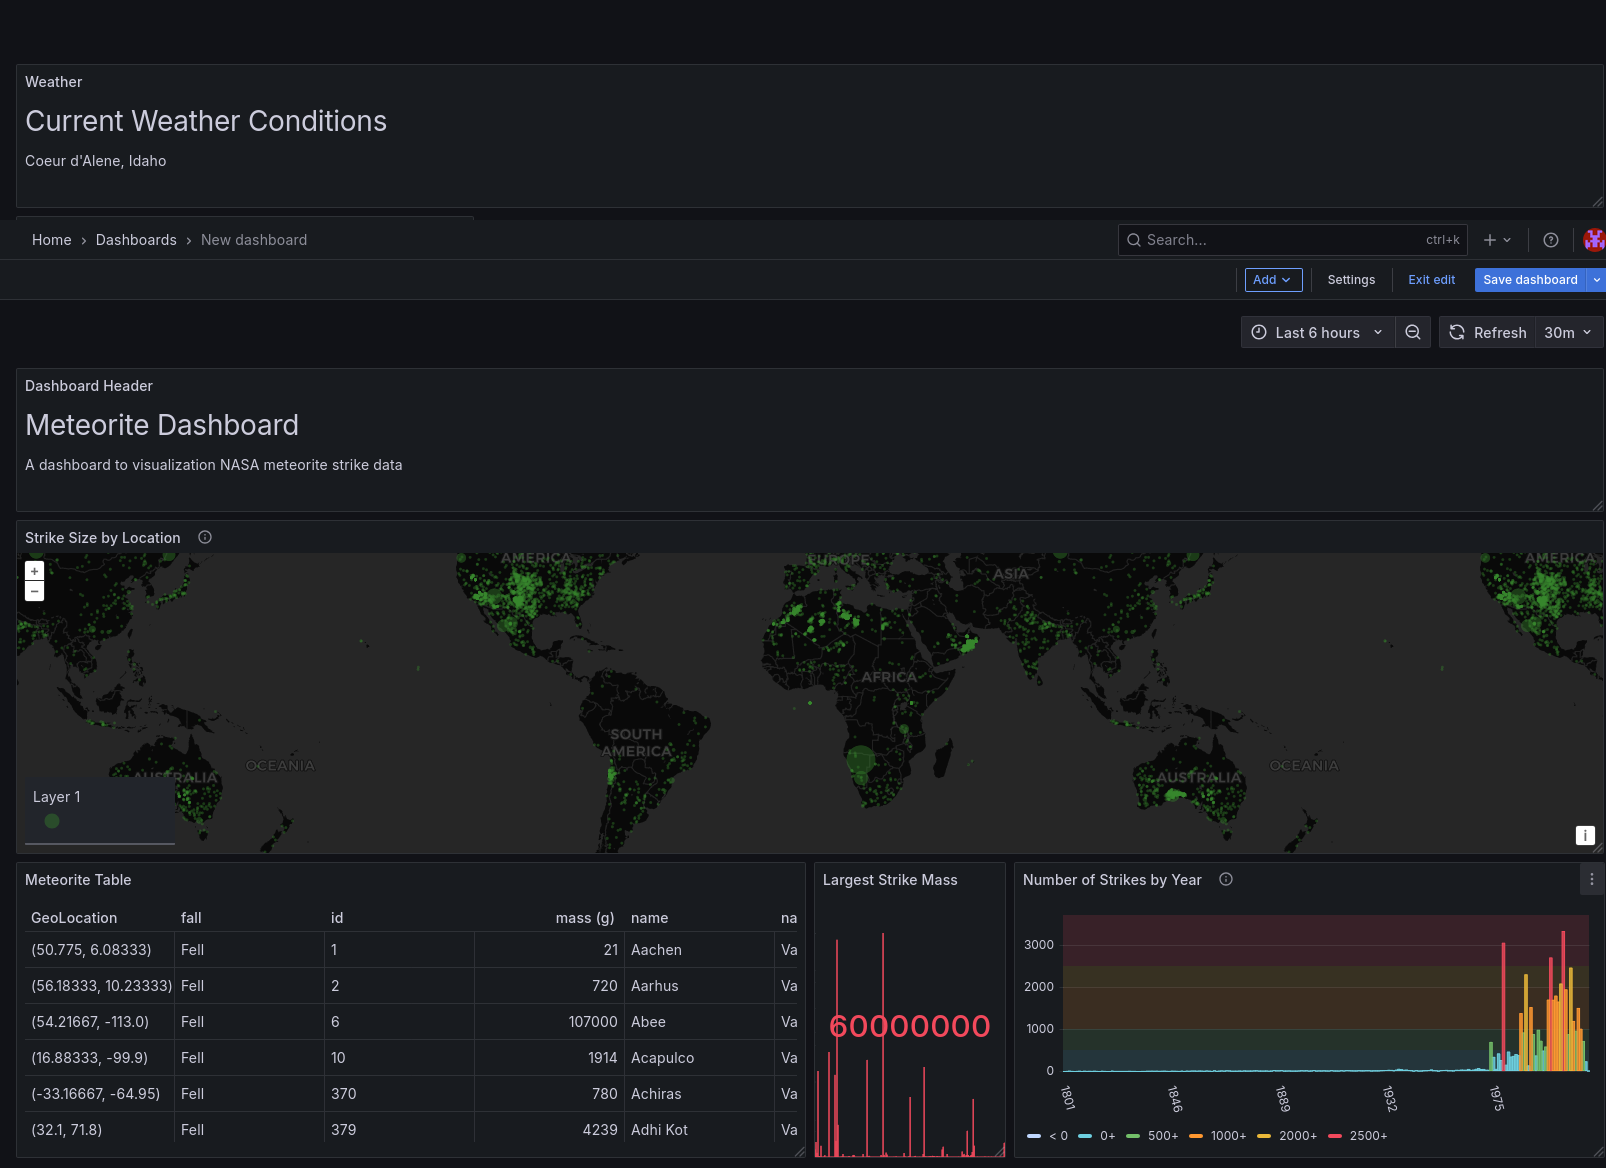 Weather
Current Weather Conditions
Coeur d'Alene, Idaho
Home › Dashboards › New dashboard
Search... ctrl+k
Add Settings Exit edit Save dashboard
Last 6 hours Refresh 30m
Dashboard Header
Meteorite Dashboard
A dashboard to visualization NASA meteorite strike data
Strike Size by Location
+
−
AMERICA EUROPE ASIA AMERICA
AFRICA
SOUTH
AMERICA
OCEANIA OCEANIA
AUSTRALIA AUSTRALIA
Layer 1
i
Meteorite Table
GeoLocation fall id mass (g) name na
(50.775, 6.08333) Fell 1 21 Aachen Va
(56.18333, 10.23333) Fell 2 720 Aarhus Va
(54.21667, -113.0) Fell 6 107000 Abee Va
(16.88333, -99.9) Fell 10 1914 Acapulco Va
(-33.16667, -64.95) Fell 370 780 Achiras Va
(32.1, 71.8) Fell 379 4239 Adhi Kot Va
Largest Strike Mass
60000000
Number of Strikes by Year
3000
2000
1000
0
1801 1846 1889 1932 1975
< 0 0+ 500+ 1000+ 2000+ 2500+